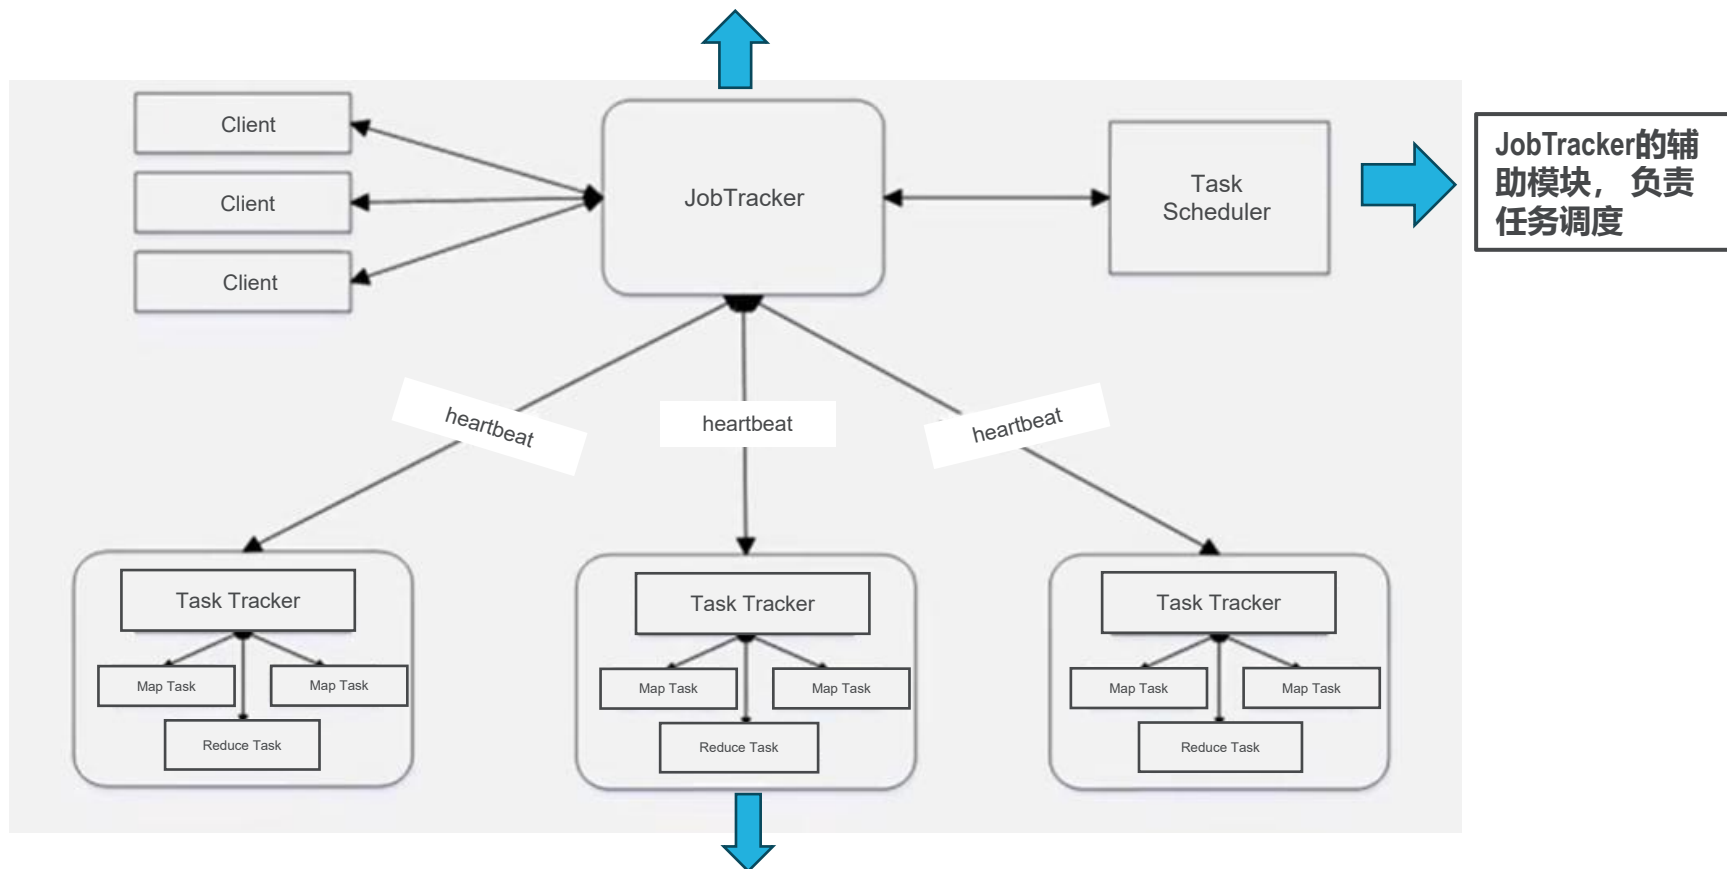 Client
Client
Client
JobTracker
Task
Scheduler
JobTracker的辅
助模块， 负责
任务调度
heartbeat
heartbeat
heartbeat
Task Tracker
Map Task
Map Task
Reduce Task
Task Tracker
Map Task
Map Task
Reduce Task
Task Tracker
Map Task
Map Task
Reduce Task